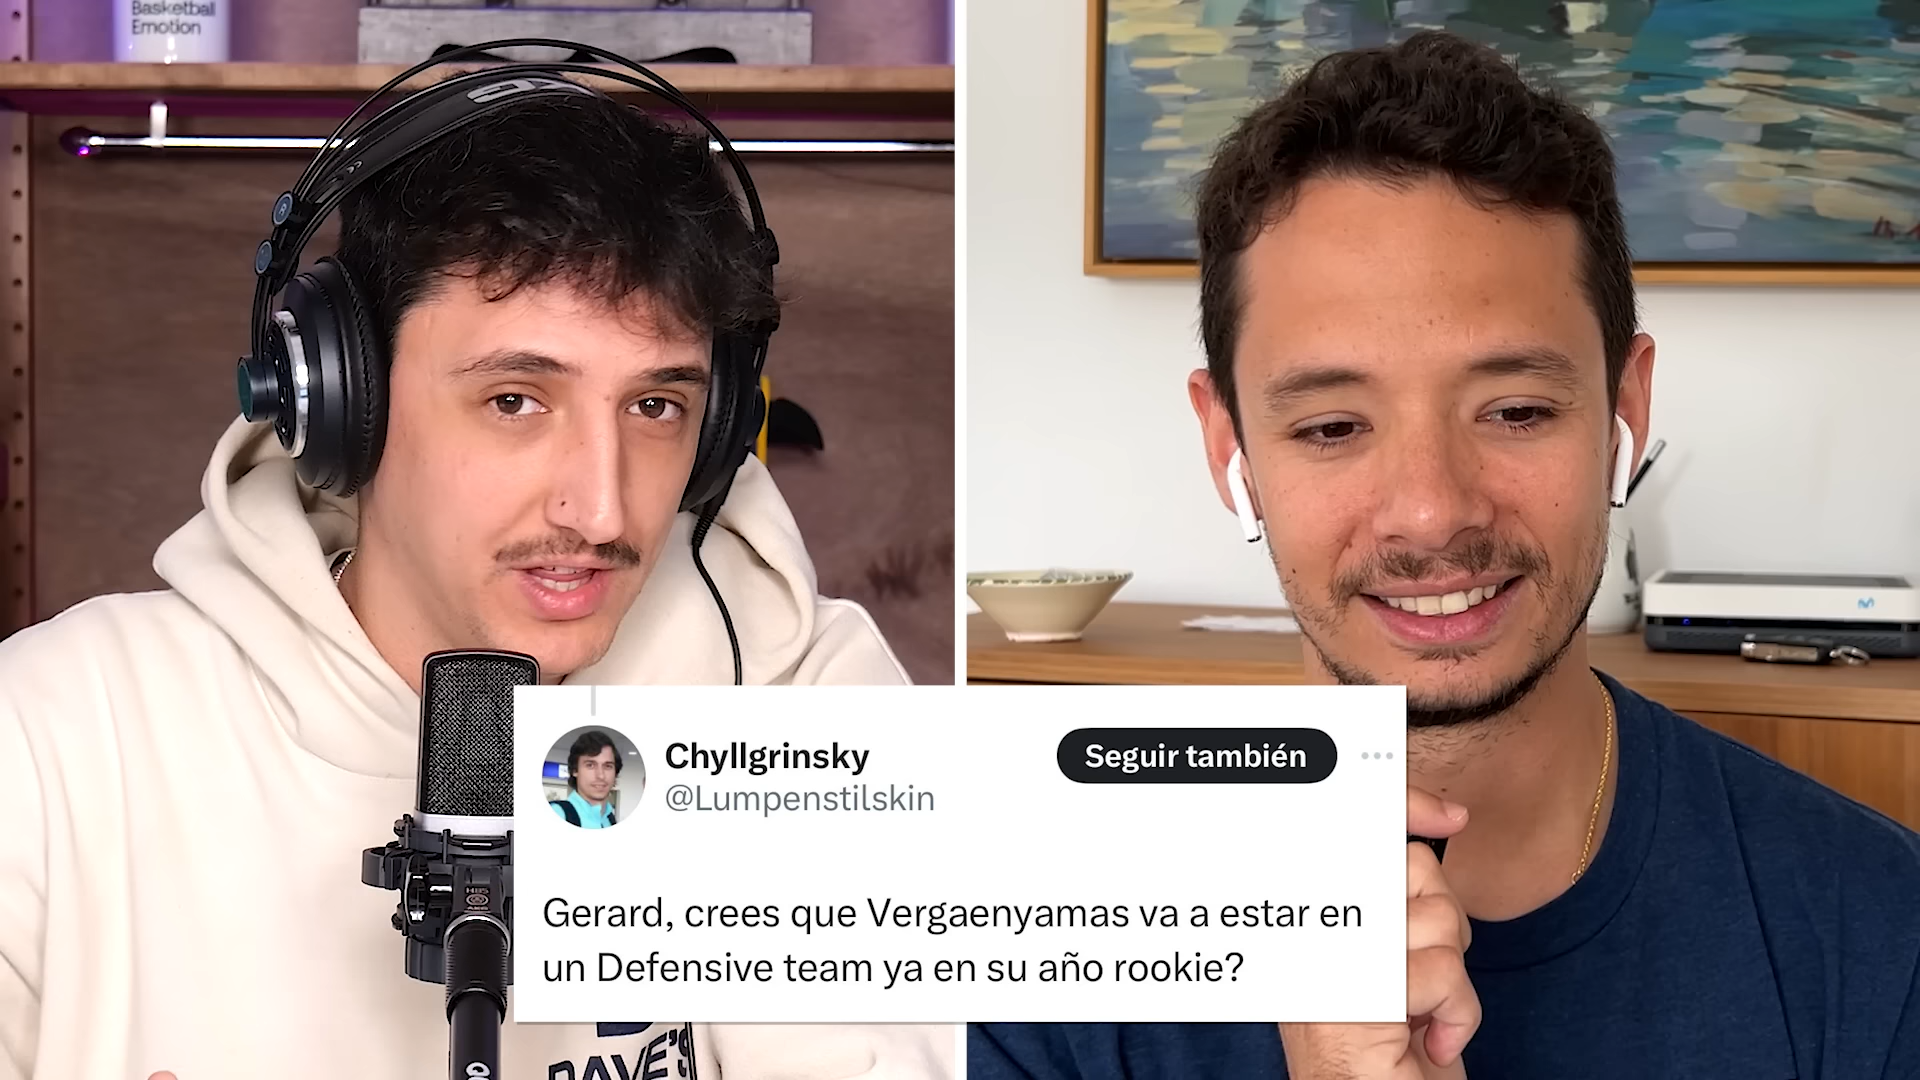 Basketball
Emotion
Chyllgrinsky
@Lumpenstilskin
Seguir también
Gerard, crees que Vergaenyamas va a estar en
un Defensive team ya en su año rookie?
DAVE'S